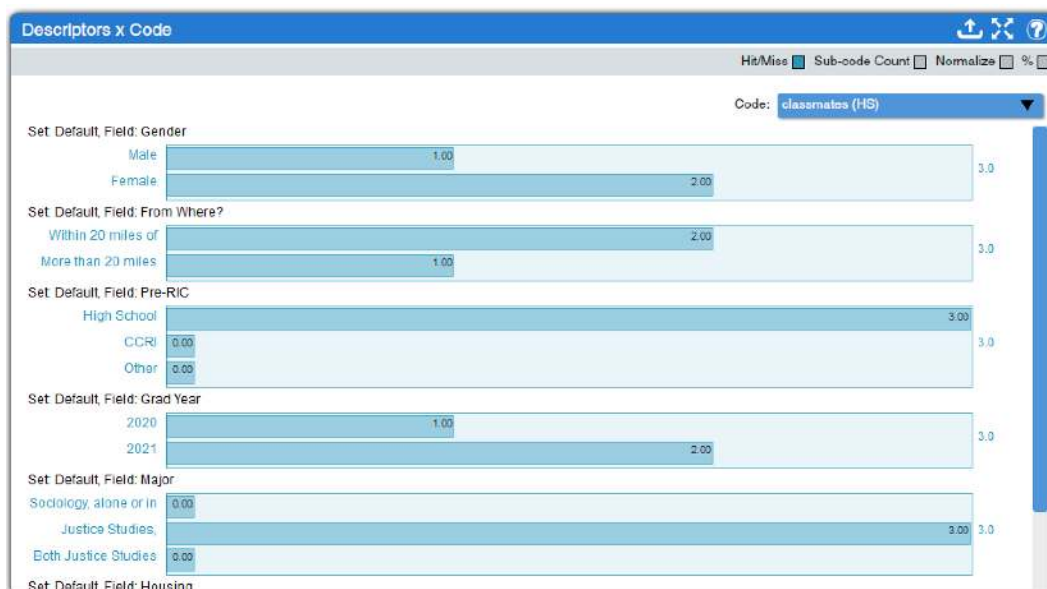 Descriptors x Code
Hit/Miss Sub-code Count Normalize %
Code: classmates (HS)
Set: Default, Field: Gender
Male 1.00
Female 2.00
3.0
Set: Default, Field: From Where?
Within 20 miles of 2.00
More than 20 miles 1.00
3.0
Set: Default, Field: Pre-RIC
High School 3.00
CCRI 0.00
Other 0.00
3.0
Set: Default, Field: Grad Year
2020 1.00
2021 2.00
3.0
Set: Default, Field: Major
Sociology, alone or in 0.00
Justice Studies, 3.00 3.0
Both Justice Studies 0.00
Set: Default, Field: Housing